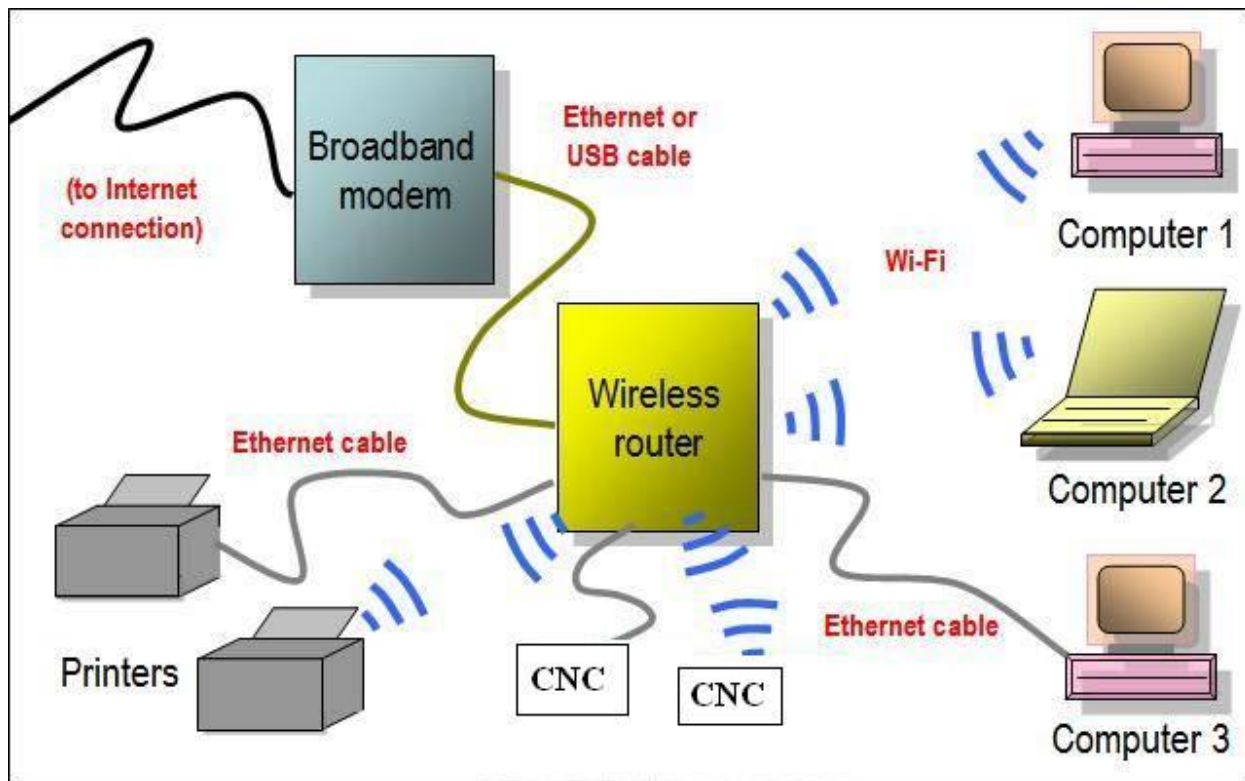 Broadband
modem
Ethernet or
USB cable
(to Internet
connection)
Computer 1
Wi-Fi
Wireless
router
Ethernet cable
Computer 2
Printers
CNC
CNC
Ethernet cable
Computer 3